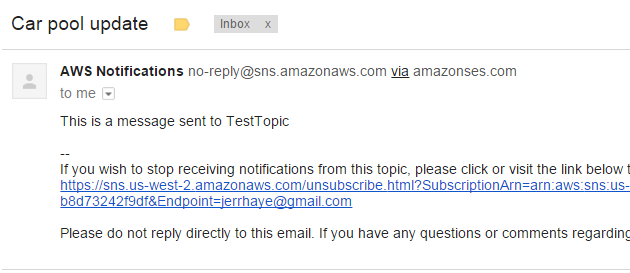 Car pool update Inbox x
AWS Notifications no-reply@sns.amazonaws.com via amazonses.com
to me
This is a message sent to TestTopic
--
If you wish to stop receiving notifications from this topic, please click or visit the link below t
https://sns.us-west-2.amazonaws.com/unsubscribe.html?SubscriptionArn=arn:aws:sns:us-
b8d73242f9df&Endpoint=jerrhaye@gmail.com
Please do not reply directly to this email. If you have any questions or comments regarding